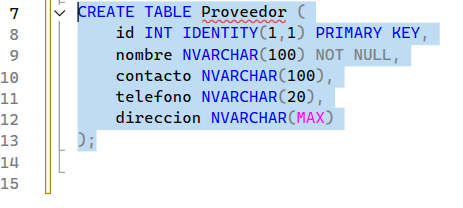 7 CREATE TABLE Proveedor (
8 id INT IDENTITY(1,1) PRIMARY KEY,
9 nombre NVARCHAR(100) NOT NULL,
10 contacto NVARCHAR(100),
11 telefono NVARCHAR(20),
12 direccion NVARCHAR(MAX)
13 );
14
15